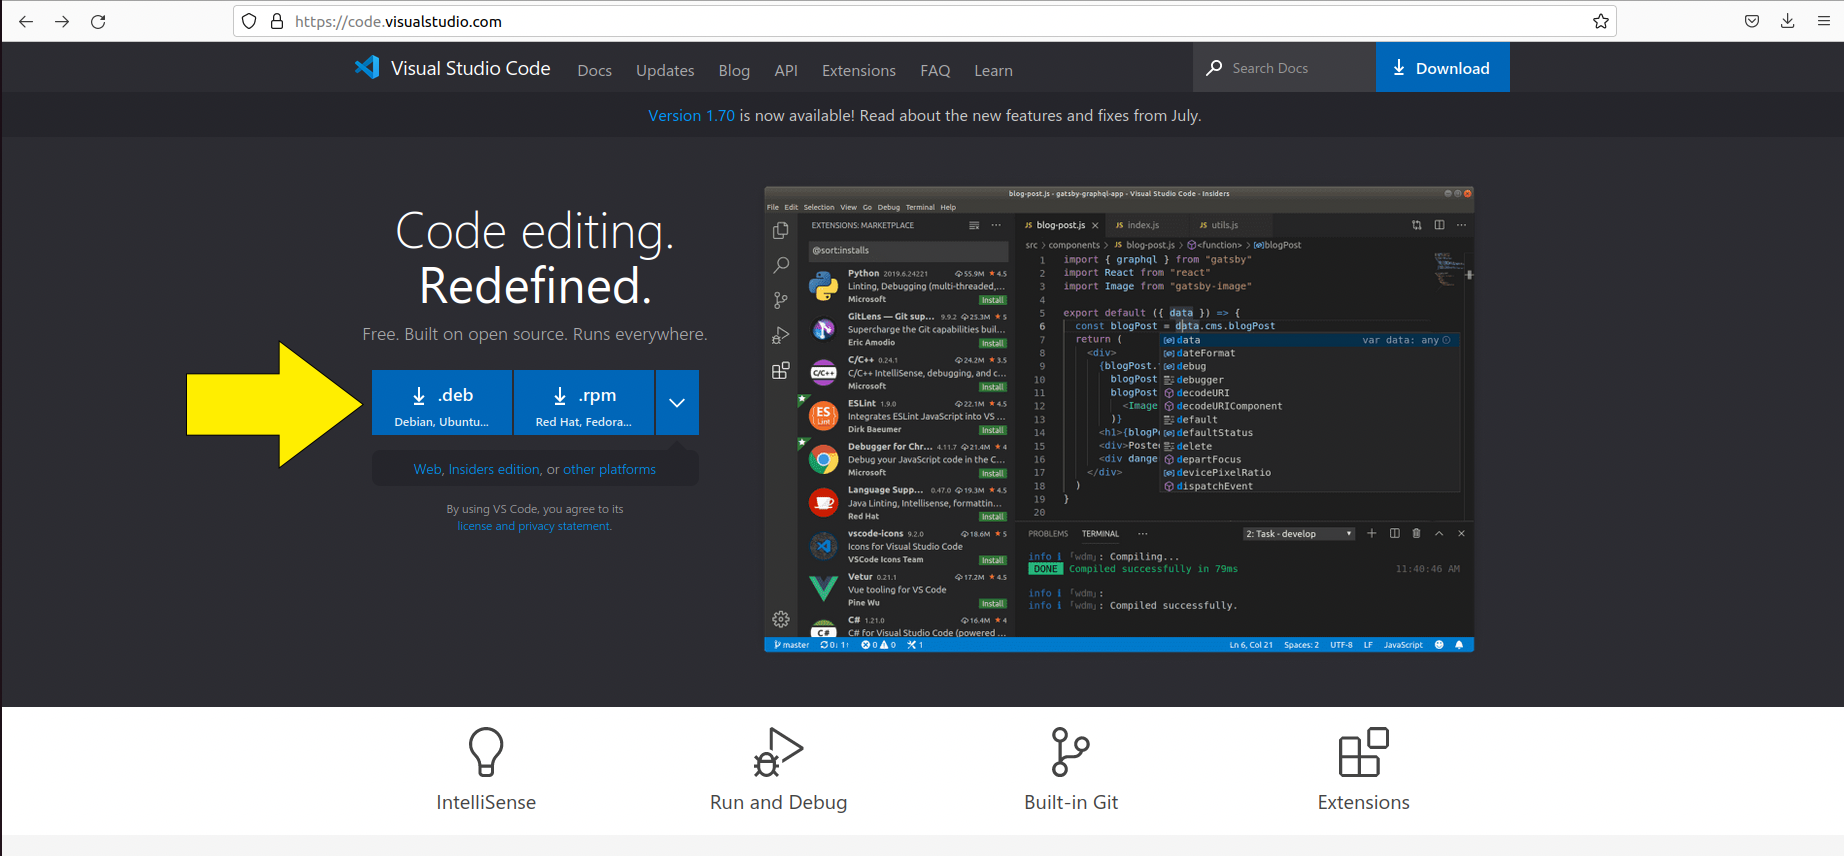 https://code.visualstudio.com
Visual Studio Code Docs Updates Blog API Extensions FAQ Learn Search Docs Download
Version 1.70 is now available! Read about the new features and fixes from July.
Code editing.
Redefined.
Free. Built on open source. Runs everywhere.
.deb
Debian, Ubuntu...
.rpm
Red Hat, Fedora...
Web, Insiders edition, or other platforms
By using VS Code, you agree to its
license and privacy statement.
blog-post.js - gatsby-graphql-app - Visual Studio Code - Insiders
File Edit Selection View Go Debug Terminal Help
EXTENSIONS: MARKETPLACE
@sort:installs
Python 2019.6.24221 55.9M 4.5
Linting, Debugging (multi-threaded,...
Microsoft Install
GitLens — Git sup... 9.9.2 25.3M 5
Supercharge the Git capabilities buil...
Eric Amodio Install
C/C++ 0.24.1 24.2M 3.5
C/C++ IntelliSense, debugging, and c...
Microsoft Install
ESLint 1.9.0 22.1M 4.5
Integrates ESLint JavaScript into VS ...
Dirk Baeumer Install
Debugger for Chr... 4.11.7 21.4M 4
Debug your JavaScript code in the C...
Microsoft Install
Language Supp... 0.47.0 19.3M 4.5
Java Linting, Intellisense, formattin...
Red Hat Install
vscode-icons 9.2.0 18.6M 5
Icons for Visual Studio Code
VSCode Icons Team Install
Vetur 0.21.1 17.2M 4.5
Vue tooling for VS Code
Pine Wu Install
C# 1.21.0 16.4M 4
C# for Visual Studio Code (powered ...
C/C++
ES
Lint
C#
JS blog-post.js JS index.js JS utils.js
src > components > JS blog-post.js > <function> > blogPost
1 import { graphql } from "gatsby"
2 import React from "react"
3 import Image from "gatsby-image"
4
5 export default ({ data }) => {
6 const blogPost = data.cms.blogPost
7 return (
8 <div>
9 {blogPost.
10 blogPost
11 blogPost
12 <Image
13 )}
14 <h1>{blogP
15 <div>Poste
16 <div dange
17 </div>
18 )
19 }
20
data var data: any
dateFormat
debug
debugger
decodeURI
decodeURIComponent
default
defaultStatus
delete
departFocus
devicePixelRatio
dispatchEvent
PROBLEMS TERMINAL ... 2: Task - develop
info i ｢wdm｣: Compiling...
DONE Compiled successfully in 79ms 11:40:46 AM
info i ｢wdm｣:
info i ｢wdm｣: Compiled successfully.
master 0↓ 1↑ 0 0 1 Ln 6, Col 21 Spaces: 2 UTF-8 LF JavaScript
IntelliSense
Run and Debug
Built-in Git
Extensions